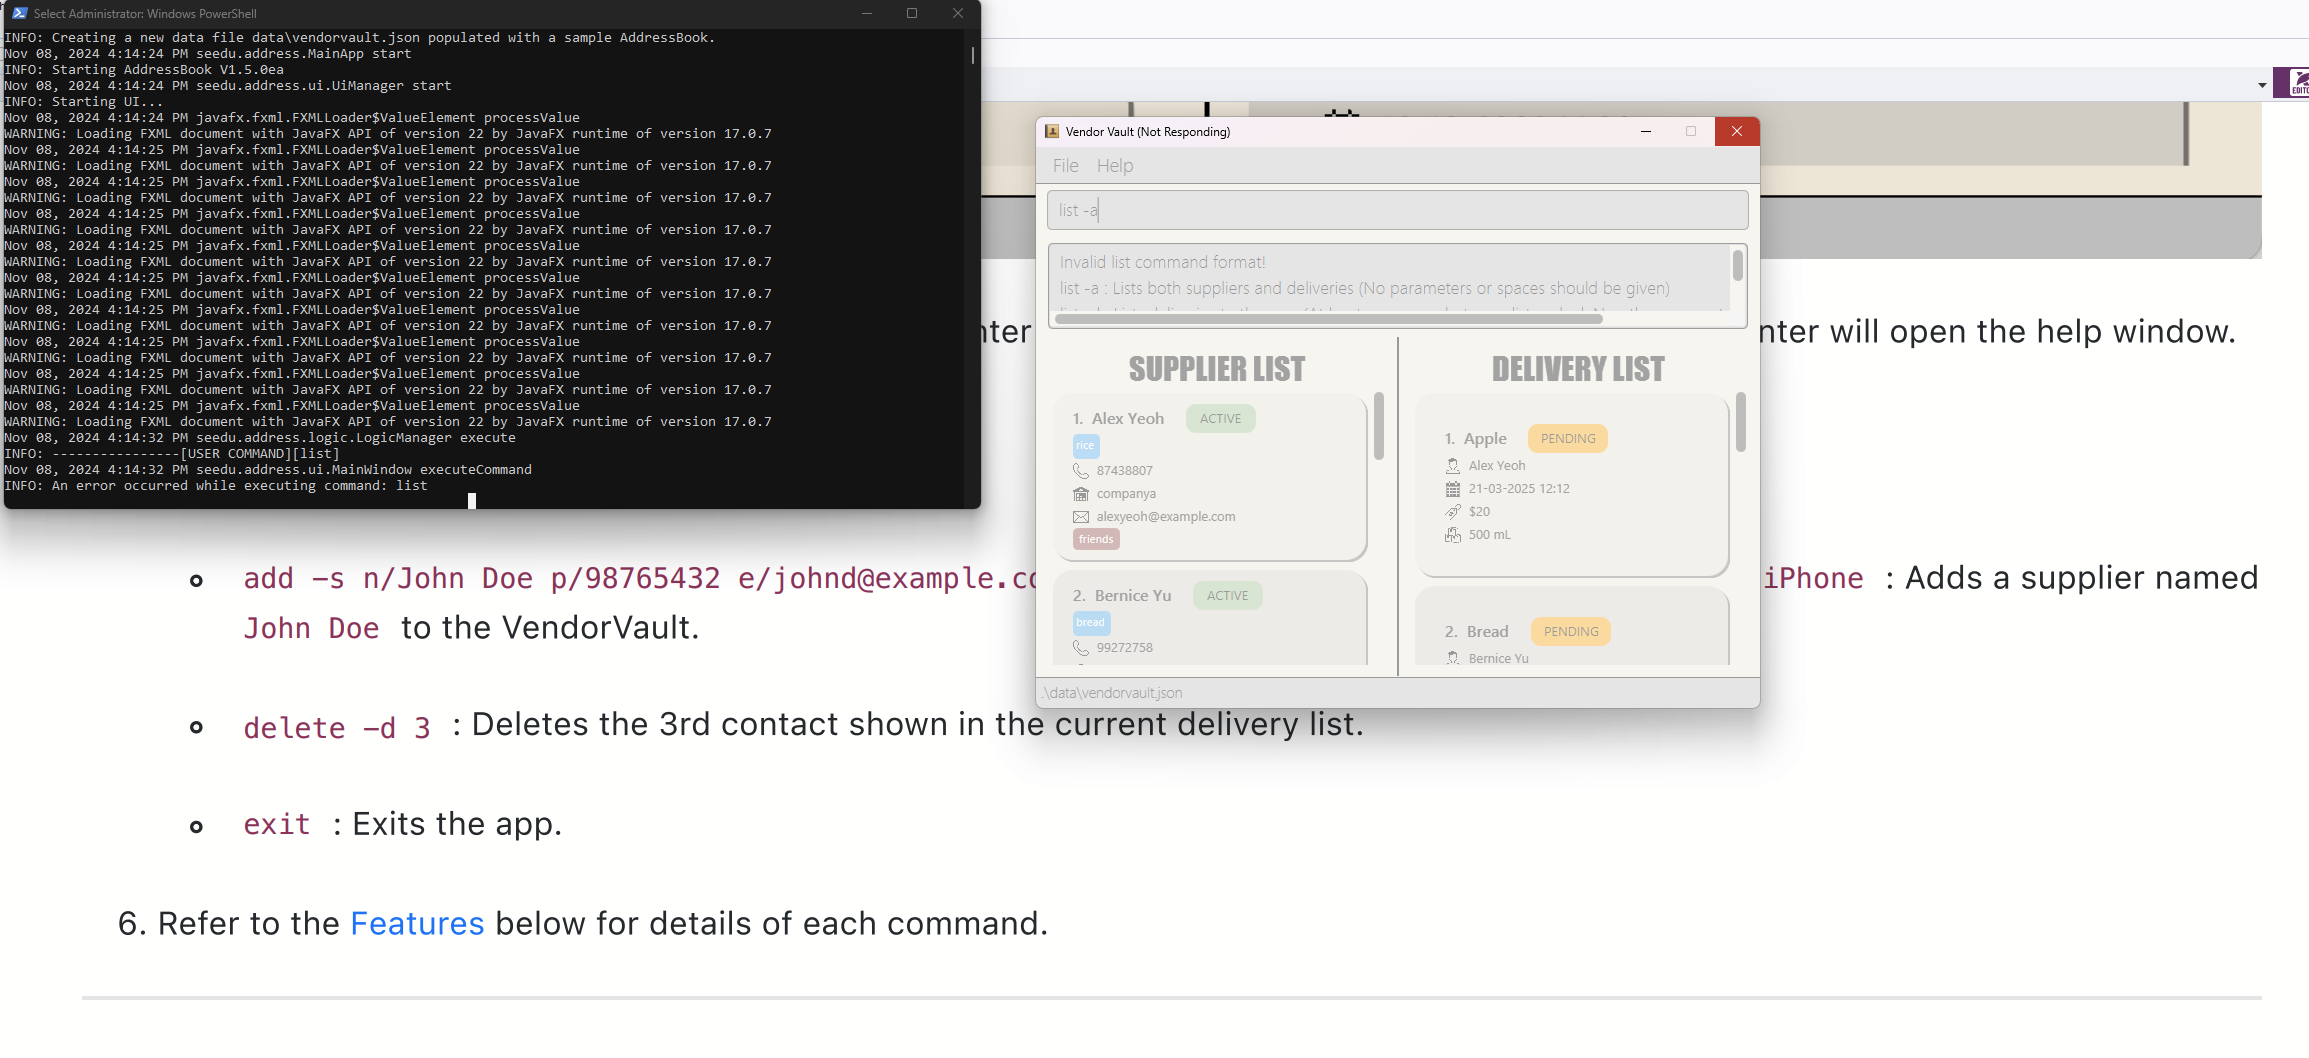 Select Administrator: Windows PowerShell
INFO: Creating a new data file data\vendorvault.json populated with a sample AddressBook.
Nov 08, 2024 4:14:24 PM seedu.address.MainApp start
INFO: Starting AddressBook V1.5.0ea
Nov 08, 2024 4:14:24 PM seedu.address.ui.UiManager start
INFO: Starting UI...
Nov 08, 2024 4:14:24 PM javafx.fxml.FXMLLoader$ValueElement processValue
WARNING: Loading FXML document with JavaFX API of version 22 by JavaFX runtime of version 17.0.7
Nov 08, 2024 4:14:25 PM javafx.fxml.FXMLLoader$ValueElement processValue
WARNING: Loading FXML document with JavaFX API of version 22 by JavaFX runtime of version 17.0.7
Nov 08, 2024 4:14:25 PM javafx.fxml.FXMLLoader$ValueElement processValue
WARNING: Loading FXML document with JavaFX API of version 22 by JavaFX runtime of version 17.0.7
Nov 08, 2024 4:14:25 PM javafx.fxml.FXMLLoader$ValueElement processValue
WARNING: Loading FXML document with JavaFX API of version 22 by JavaFX runtime of version 17.0.7
Nov 08, 2024 4:14:25 PM javafx.fxml.FXMLLoader$ValueElement processValue
WARNING: Loading FXML document with JavaFX API of version 22 by JavaFX runtime of version 17.0.7
Nov 08, 2024 4:14:25 PM javafx.fxml.FXMLLoader$ValueElement processValue
WARNING: Loading FXML document with JavaFX API of version 22 by JavaFX runtime of version 17.0.7
Nov 08, 2024 4:14:25 PM javafx.fxml.FXMLLoader$ValueElement processValue
WARNING: Loading FXML document with JavaFX API of version 22 by JavaFX runtime of version 17.0.7
Nov 08, 2024 4:14:25 PM javafx.fxml.FXMLLoader$ValueElement processValue
WARNING: Loading FXML document with JavaFX API of version 22 by JavaFX runtime of version 17.0.7
Nov 08, 2024 4:14:25 PM javafx.fxml.FXMLLoader$ValueElement processValue
WARNING: Loading FXML document with JavaFX API of version 22 by JavaFX runtime of version 17.0.7
Nov 08, 2024 4:14:25 PM javafx.fxml.FXMLLoader$ValueElement processValue
WARNING: Loading FXML document with JavaFX API of version 22 by JavaFX runtime of version 17.0.7
Nov 08, 2024 4:14:32 PM seedu.address.logic.LogicManager execute
INFO: ----------------[USER COMMAND][list]
Nov 08, 2024 4:14:32 PM seedu.address.ui.MainWindow executeCommand
INFO: An error occurred while executing command: list
Vendor Vault (Not Responding)
File Help
list -a
Invalid list command format!
list -a : Lists both suppliers and deliveries (No parameters or spaces should be given)
SUPPLIER LIST
1. Alex Yeoh ACTIVE
rice
87438807
companya
alexyeoh@example.com
friends
2. Bernice Yu ACTIVE
bread
99272758
DELIVERY LIST
1. Apple PENDING
Alex Yeoh
21-03-2025 12:12
$20
500 mL
2. Bread PENDING
Bernice Yu
.\data\vendorvault.json
nter will open the help window.
add -s n/John Doe p/98765432 e/johnd@example.co iPhone : Adds a supplier named
John Doe to the VendorVault.
delete -d 3 : Deletes the 3rd contact shown in the current delivery list.
exit : Exits the app.
6. Refer to the Features below for details of each command.